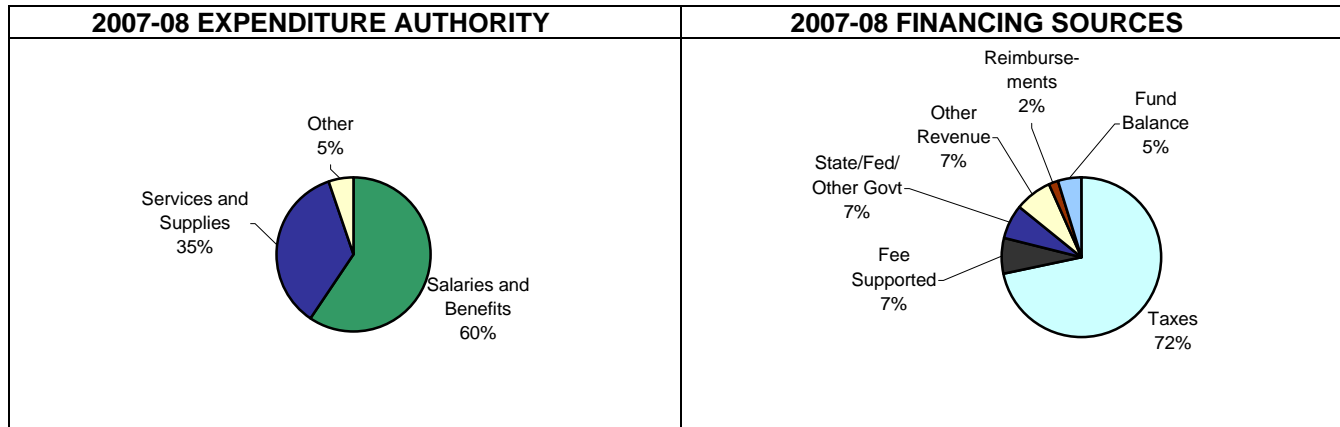 2007-08 EXPENDITURE AUTHORITY
Other
5%
Services and
Supplies
35%
Salaries and
Benefits
60%
2007-08 FINANCING SOURCES
Reimburse-
ments
2%
Fund
Balance
5%
Other
Revenue
7%
State/Fed/
Other Govt
7%
Fee
Supported
7%
Taxes
72%